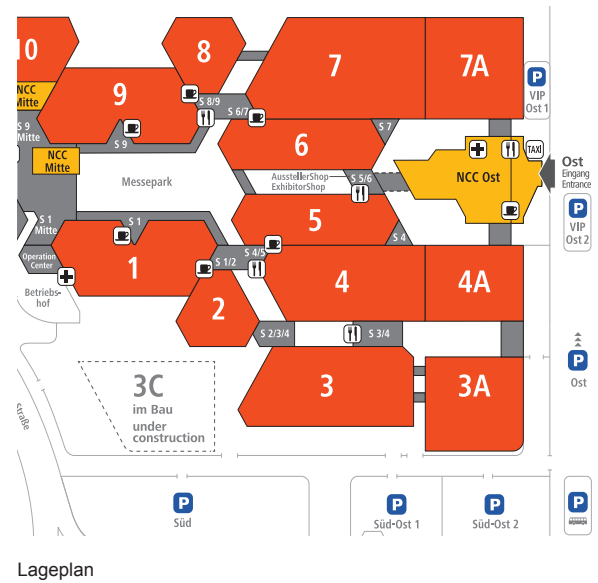 10
8
7
7A
P
VIP
Ost 1
NCC
Mitte
9
S 8/9
S 6/7
S 7
S 9
Mitte
S 9
6
NCC
Mitte
TAXI
Ost
Eingang
Entrance
Messepark
AusstellerShop
ExhibitorShop
S 5/6
NCC Ost
P
VIP
Ost 2
S 1
Mitte
S 1
5
S 4
Operation
Center
1
S 1/2
S 4/5
4
4A
Betriebs-
hof
2
S 2/3/4
S 3/4
P
Ost
3C
im Bau
under
construction
3
3A
straße
P
Süd
P
Süd-Ost 1
P
Süd-Ost 2
P
Lageplan